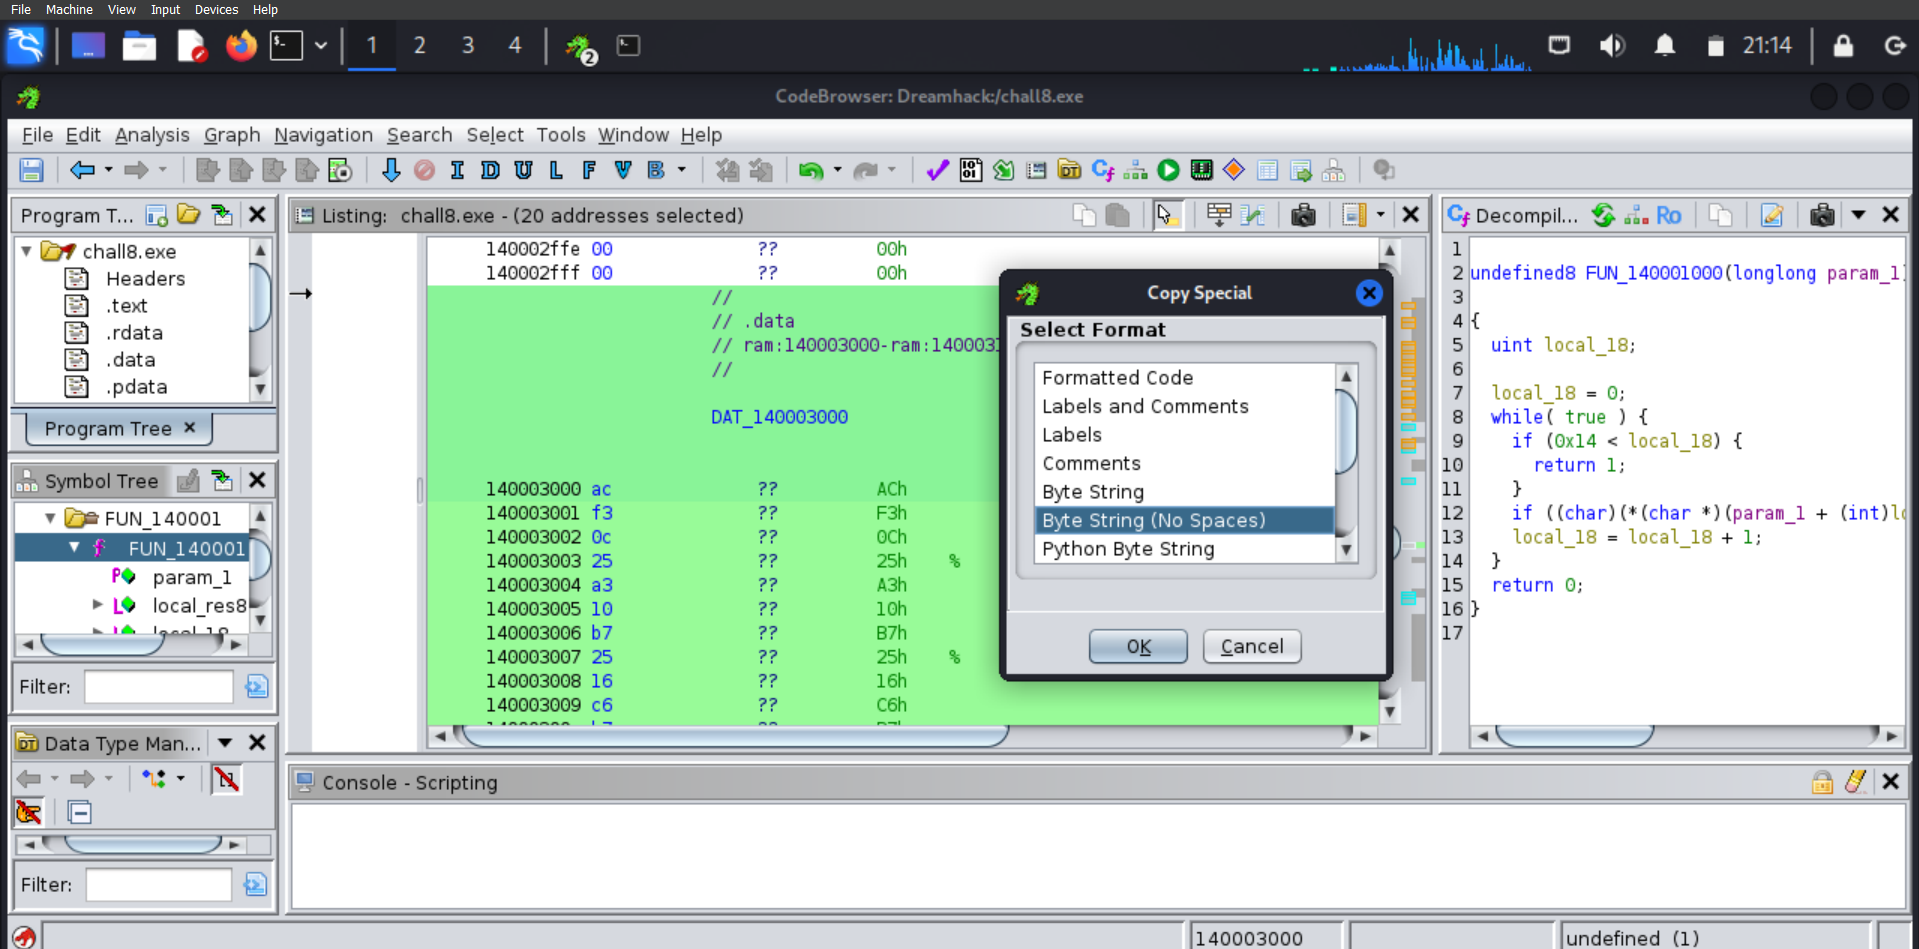 File Machine View Input Devices Help
1 2 3 4 2 21:14
CodeBrowser: Dreamhack:/chall8.exe
File Edit Analysis Graph Navigation Search Select Tools Window Help
I D U L F V B
Program T...
chall8.exe
Headers
.text
.rdata
.data
.pdata
Program Tree ×
Symbol Tree
FUN_140001
FUN_140001
param_1
local_res8
Filter:
Data Type Man...
Filter:
Listing: chall8.exe - (20 addresses selected)
140002ffe 00 ?? 00h
140002fff 00 ?? 00h
//
// .data
// ram:140003000-ram:140003
//
DAT_140003000
140003000 ac ?? ACh
140003001 f3 ?? F3h
140003002 0c ?? 0Ch
140003003 25 ?? 25h %
140003004 a3 ?? A3h
140003005 10 ?? 10h
140003006 b7 ?? B7h
140003007 25 ?? 25h %
140003008 16 ?? 16h
140003009 c6 ?? C6h
Copy Special
Select Format
Formatted Code
Labels and Comments
Labels
Comments
Byte String
Byte String (No Spaces)
Python Byte String
OK Cancel
Decompil... Ro
1
2 undefined8 FUN_140001000(longlong param_1)
3
4 {
5 uint local_18;
6
7 local_18 = 0;
8 while( true ) {
9 if (0x14 < local_18) {
10 return 1;
11 }
12 if ((char)(*(char *)(param_1 + (int)lo
13 local_18 = local_18 + 1;
14 }
15 return 0;
16 }
17
Console - Scripting
140003000 undefined (1)